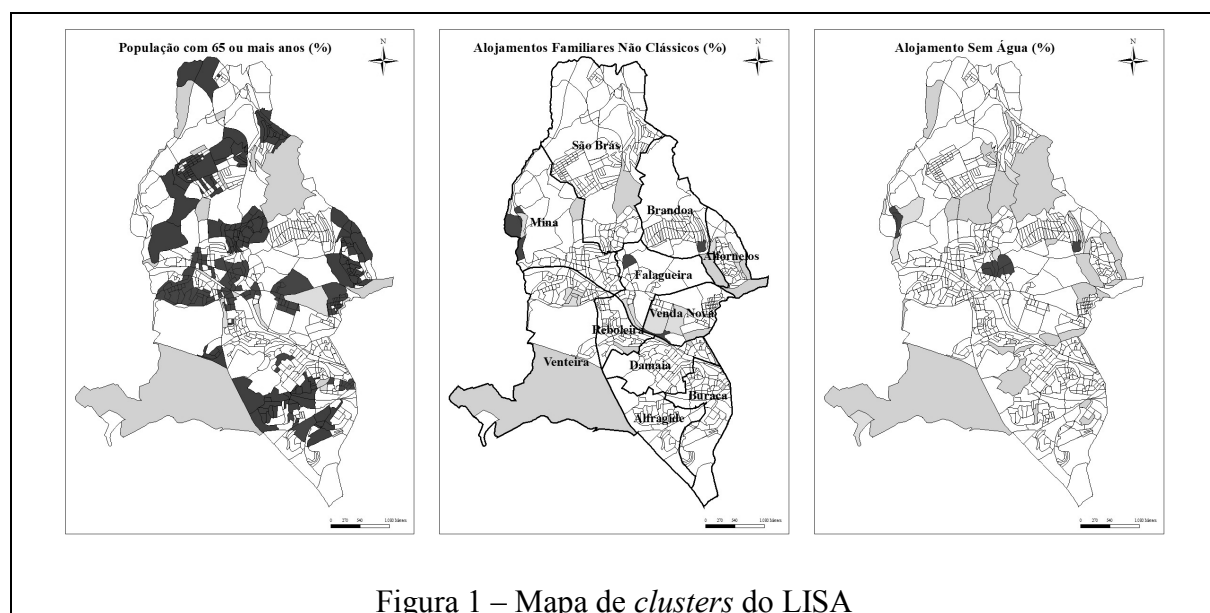 População com 65 ou mais anos (%)
N
Alojamentos Familiares Não Clássicos (%)
N
Alojamento Sem Água (%)
N
São Brás
Mina
Brandoa
Alfornelos
Falagueira
Venda Nova
Reboleira
Venteira
Damaia
Buraca
Alfragide
Figura 1 – Mapa de clusters do LISA